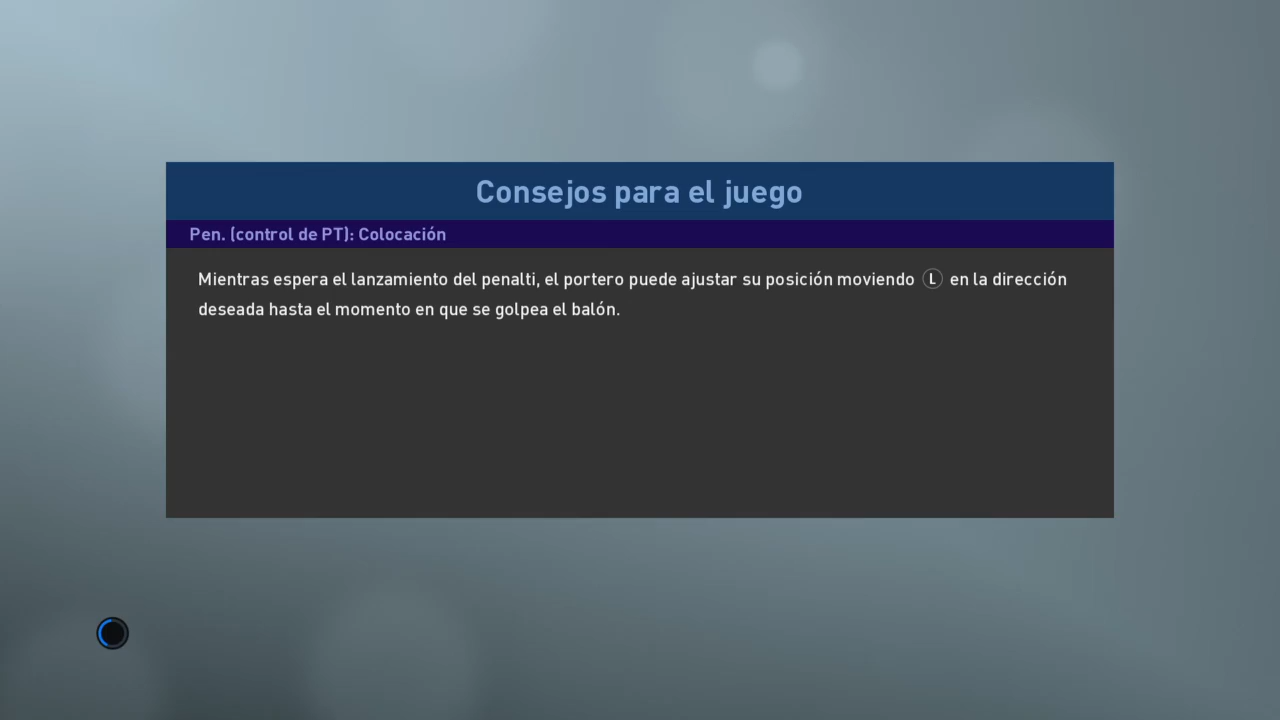 Consejos para el juego
Pen. (control de PT): Colocación
Mientras espera el lanzamiento del penalti, el portero puede ajustar su posición moviendo L en la dirección
deseada hasta el momento en que se golpea el balón.